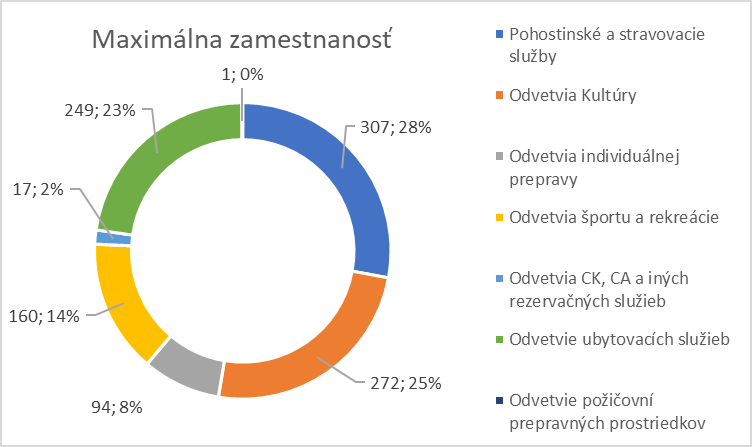 Maximálna zamestnanosť
1; 0%
249; 23%
307; 28%
17; 2%
160; 14%
94; 8%
272; 25%
Pohostinské a stravovacie
služby
Odvetvia Kultúry
Odvetvia individuálnej
prepravy
Odvetvia športu a rekreácie
Odvetvia CK, CA a iných
rezervačných služieb
Odvetvie ubytovacích služieb
Odvetvie požičovní
prepravných prostriedkov